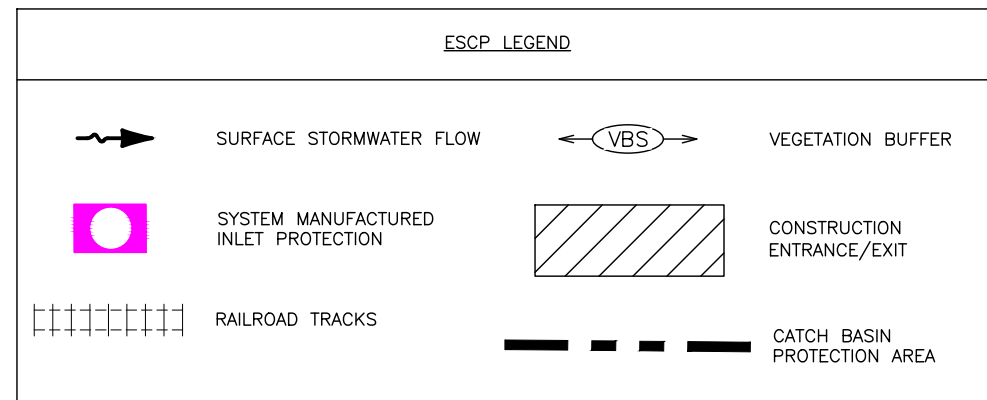 ESCP LEGEND
SURFACE STORMWATER FLOW
VBS
VEGETATION BUFFER
SYSTEM MANUFACTURED
INLET PROTECTION
CONSTRUCTION
ENTRANCE/EXIT
RAILROAD TRACKS
CATCH BASIN
PROTECTION AREA